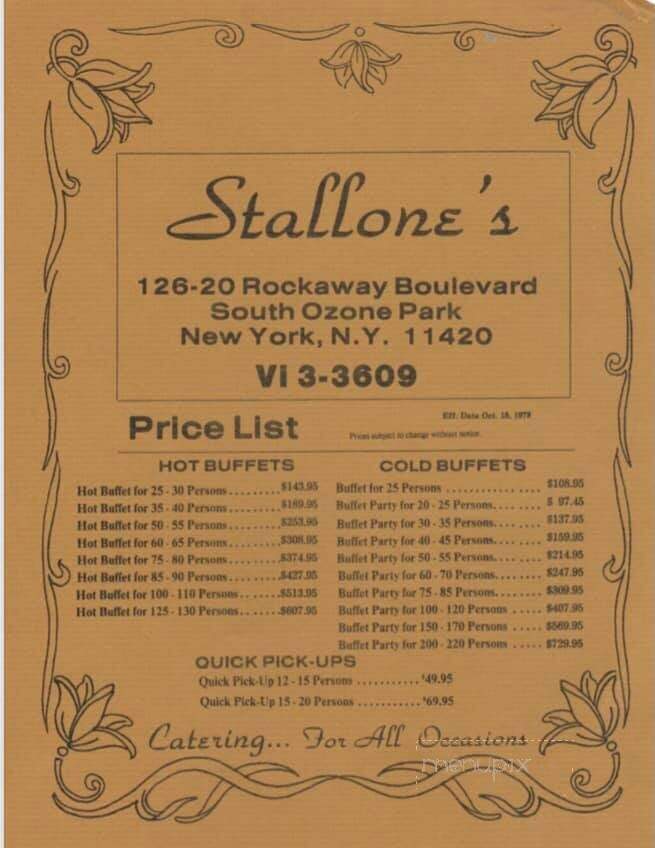 Stallone's
126-20 Rockaway Boulevard
South Ozone Park
New York, N.Y. 11420
Vi 3-3609
Price List
Eff. Date Oct. 18, 1979
Prices subject to change without notice.
HOT BUFFETS
Hot Buffet for 25 - 30 Persons........$143.95
Hot Buffet for 35 - 40 Persons........$189.95
Hot Buffet for 50 - 55 Persons........$253.95
Hot Buffet for 60 - 65 Persons........$308.95
Hot Buffet for 75 - 80 Persons........$374.95
Hot Buffet for 85 - 90 Persons........$427.95
Hot Buffet for 100 - 110 Persons......$513.95
Hot Buffet for 125 - 130 Persons......$607.95
COLD BUFFETS
Buffet for 25 Persons .............. $108.95
Buffet Party for 20 - 25 Persons....... $ 97.45
Buffet Party for 30 - 35 Persons....... $137.95
Buffet Party for 40 - 45 Persons....... $159.95
Buffet Party for 50 - 55 Persons....... $214.95
Buffet Party for 60 - 70 Persons....... $247.95
Buffet Party for 75 - 85 Persons....... $309.95
Buffet Party for 100 - 120 Persons ..... $407.95
Buffet Party for 150 - 170 Persons ..... $569.95
Buffet Party for 200 - 220 Persons ..... $729.95
QUICK PICK-UPS
Quick Pick-Up 12 - 15 Persons ........... $49.95
Quick Pick-Up 15 - 20 Persons ........... $69.95
Catering... For All Occasions
menupix